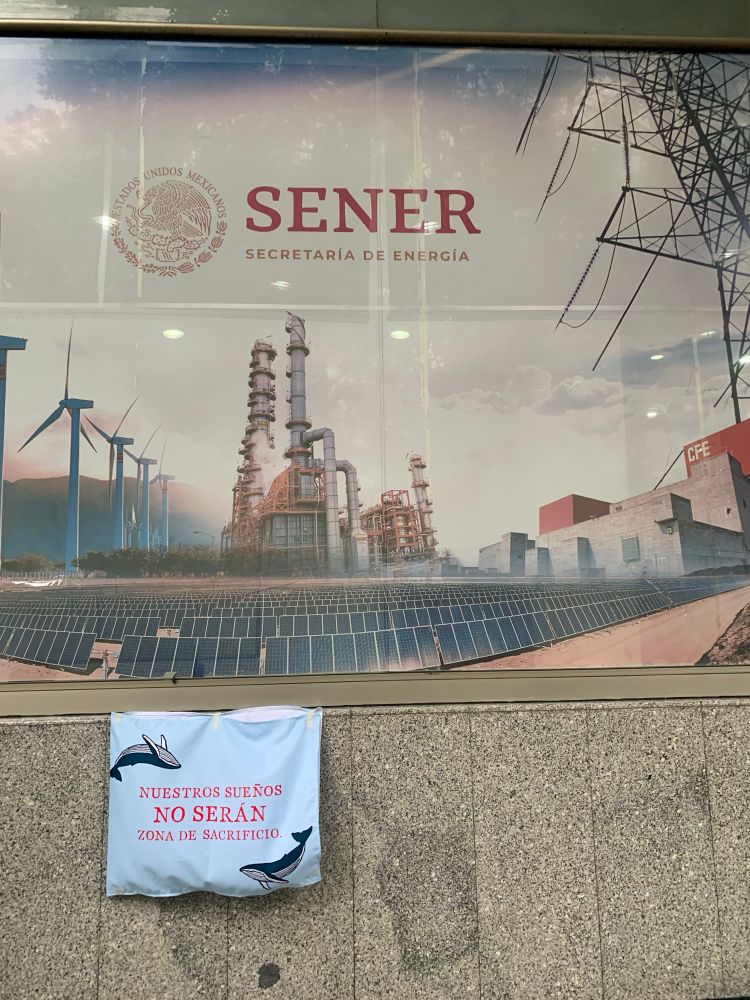 ESTADOS UNIDOS MEXICANOS
SENER
SECRETARÍA DE ENERGÍA
CFE
NUESTROS SUEÑOS
NO SERÁN
ZONA DE SACRIFICIO.